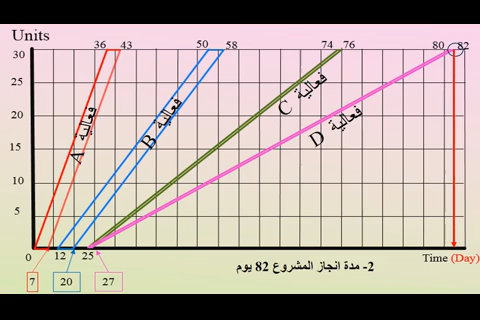 Units
36 43 50 58 74 76 80 82
30
25
20
15
10
5
فعالية A
فعالية B
فعالية C
فعالية D
0 12 25 Time (Day)
7 20 27
2- مدة انجاز المشروع 82 يوم